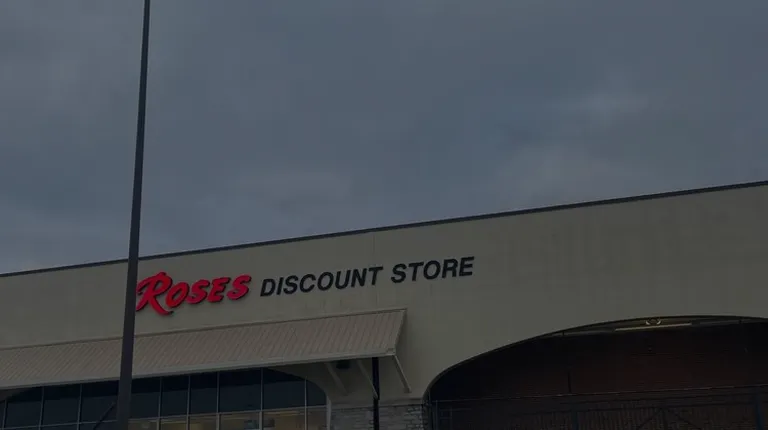 ROSES DISCOUNT STORE